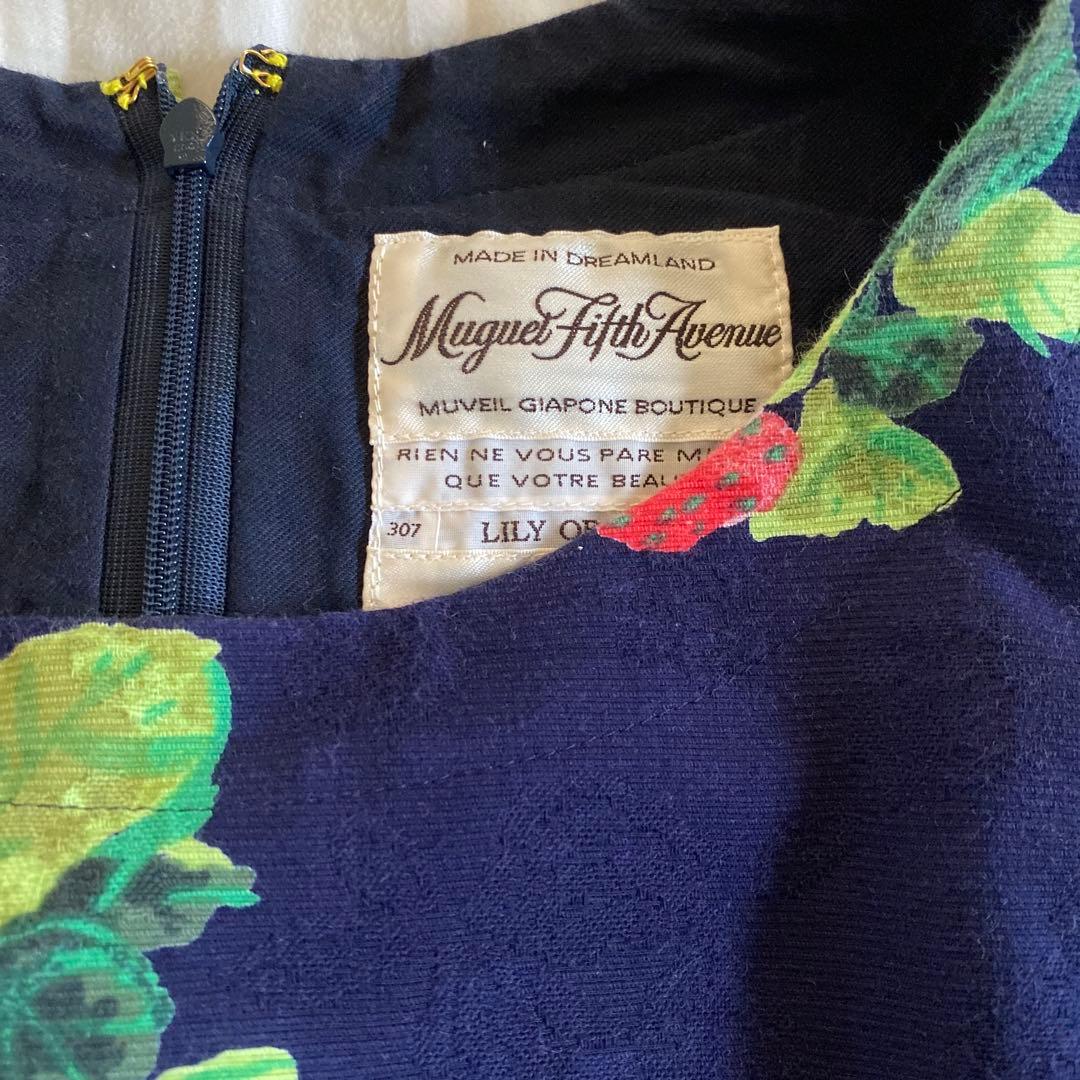 MADE IN DREAMLAND
Muguet Fifth Avenue
MUVEIL GIAPONE BOUTIQUE
RIEN NE VOUS PARE
QUE VOTRE
307 LILY